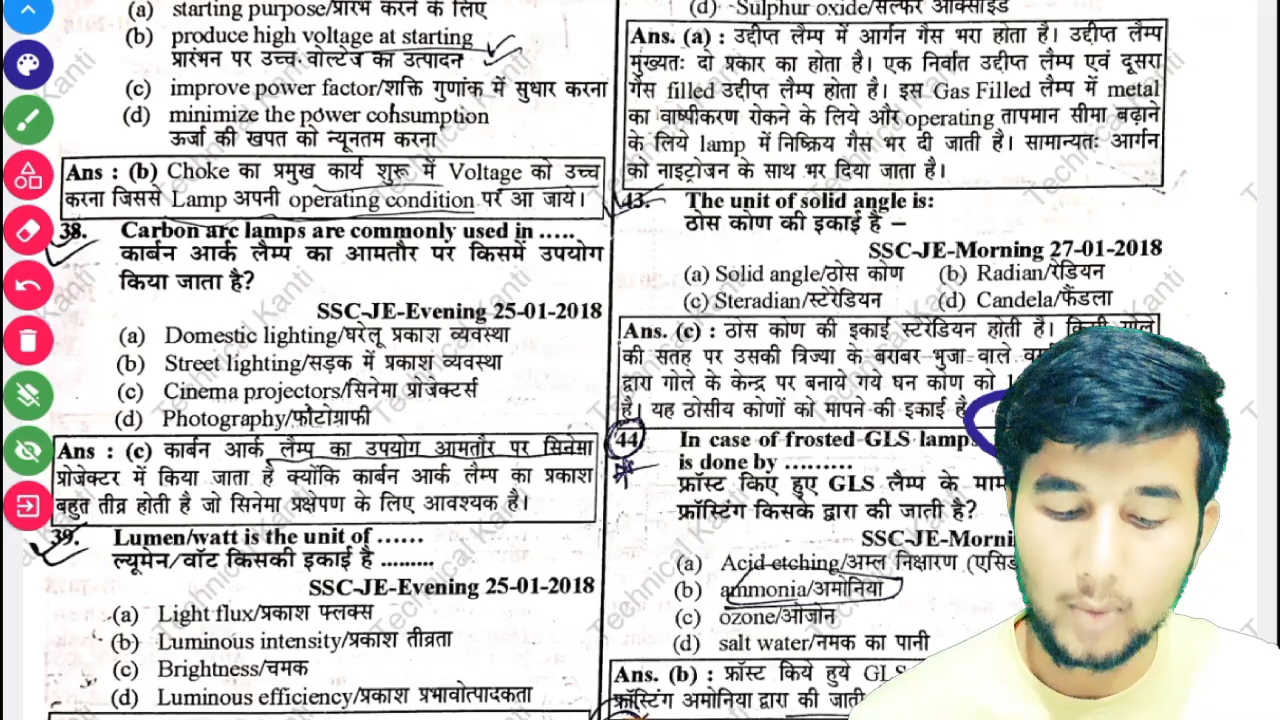 (a) starting purpose/प्रारंभ करने के लिए
(b) produce high voltage at starting
प्रारंभन पर उच्च वोल्टेज का उत्पादन
(c) improve power factor/शक्ति गुणांक में सुधार करना
(d) minimize the power consumption
ऊर्जा की खपत को न्यूनतम करना
Ans : (b) Choke का प्रमुख कार्य शुरू में Voltage को उच्च
करना जिससे Lamp अपनी operating condition पर आ जाये।
38. Carbon arc lamps are commonly used in .....
कार्बन आर्क लैम्प का आमतौर पर किसमें उपयोग
किया जाता है?
SSC-JE-Evening 25-01-2018
(a) Domestic lighting/घरेलू प्रकाश व्यवस्था
(b) Street lighting/सड़क में प्रकाश व्यवस्था
(c) Cinema projectors/सिनेमा प्रोजेक्टर्स
(d) Photography/फोटोग्राफी
Ans : (c) कार्बन आर्क लैम्प का उपयोग आमतौर पर सिनेमा
प्रोजेक्टर में किया जाता है क्योंकि कार्बन आर्क लैम्प का प्रकाश
बहुत तीव्र होती है जो सिनेमा प्रक्षेपण के लिए आवश्यक है।
39. Lumen/watt is the unit of ......
ल्यूमेन/वॉट किसकी इकाई है .........
SSC-JE-Evening 25-01-2018
(a) Light flux/प्रकाश फ्लक्स
(b) Luminous intensity/प्रकाश तीव्रता
(c) Brightness/चमक
(d) Luminous efficiency/प्रकाश प्रभावोत्पादकता
(d) Sulphur oxide/सल्फर ऑक्साइड
Ans. (a) : उद्दीप्त लैम्प में आर्गन गैस भरा होता है। उद्दीप्त लैम्प
मुख्यतः दो प्रकार का होता है। एक निर्वात उद्दीप्त लैम्प एवं दूसरा
गैस filled उद्दीप्त लैम्प होता है। इस Gas Filled लैम्प में metal
का वाष्पीकरण रोकने के लिये और operating तापमान सीमा बढ़ाने
के लिये lamp में निष्क्रिय गैस भर दी जाती है। सामान्यतः आर्गन
को नाइट्रोजन के साथ भर दिया जाता है।
43. The unit of solid angle is:
ठोस कोण की इकाई है –
SSC-JE-Morning 27-01-2018
(a) Solid angle/ठोस कोण (b) Radian/रेडियन
(c) Steradian/स्टेरेडियन (d) Candela/कैंडला
Ans. (c) : ठोस कोण की इकाई स्टेरेडियन होती है। किसी गोले
की सतह पर उसकी त्रिज्या के बराबर भुजा वाले
द्वारा गोले के केन्द्र पर बनाये गये घन कोण को
है। यह ठोसीय कोणों को मापने की इकाई है
44 In case of frosted GLS lamps
is done by .........
फ्रॉस्ट किए हुए GLS लैम्प के
फ्रॉस्टिंग किसके द्वारा की जाती है?
SSC-JE-Morni
(a) Acid etching/अम्ल निक्षारण
(b) ammonia/अमोनिया
(c) ozone/ओजोन
(d) salt water/नमक का पानी
Ans. (b) : फ्रॉस्ट किये हुये
फ्रॉस्टिंग अमोनिया द्वारा की जाती
Technical Kanti